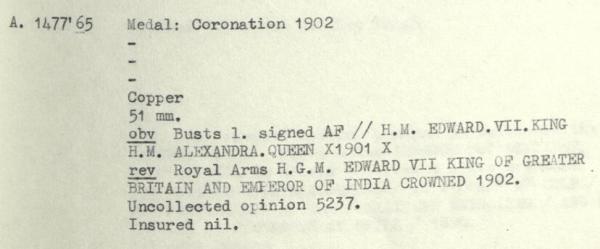 A. 1477'65 Medal: Coronation 1902
-
-
-
Copper
51 mm.
obv Busts l. signed AF // H.M. EDWARD.VII.KING
H.M. ALEXANDRA.QUEEN X1901 X
rev Royal Arms H.G.M. EDWARD VII KING OF GREATER
BRITAIN AND EMPEROR OF INDIA CROWNED 1902.
Uncollected opinion 5237.
Insured nil.